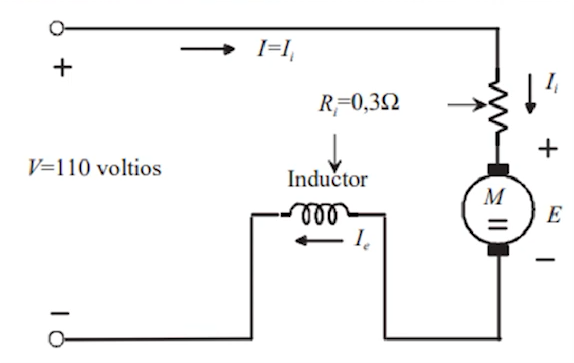 I=Iᵢ
Iᵢ
+
Rᵢ=0,3Ω
+
V=110 voltios
Inductor
M
=
E
Iₑ
−
−